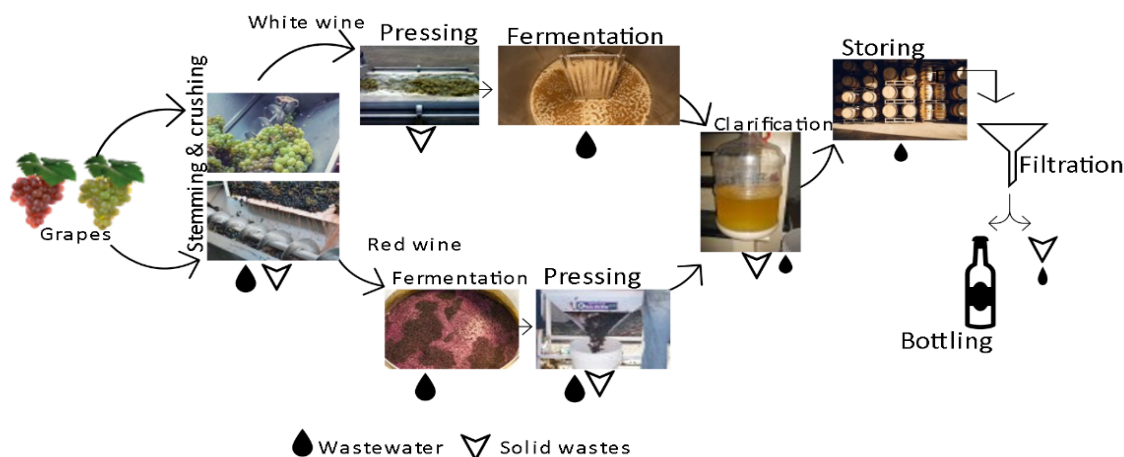 White wine
Pressing
Fermentation
Storing
Stemming & crushing
Clarification
Grapes
Filtration
Red wine
Fermentation
Pressing
Bottling
Wastewater
Solid wastes